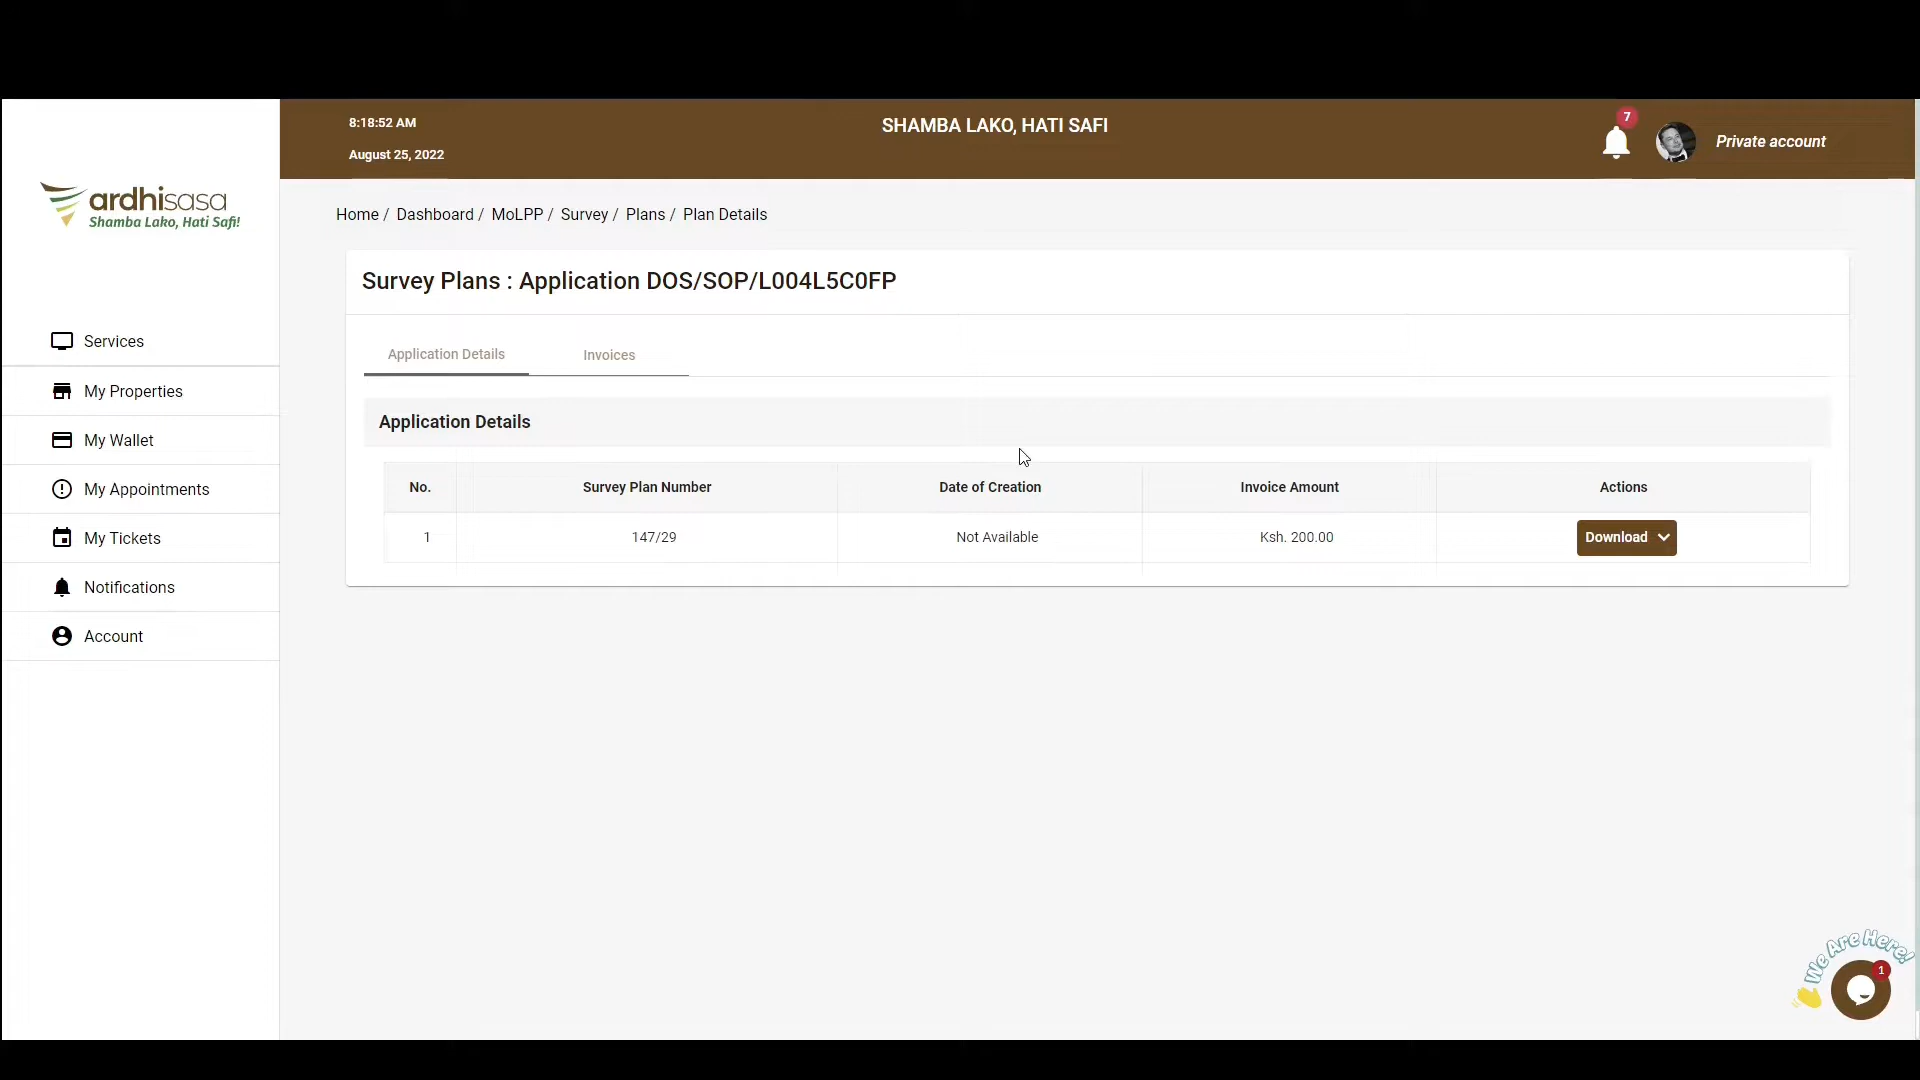 8:18:52 AM
SHAMBA LAKO, HATI SAFI
7
Private account
August 25, 2022
ardhisasa
Shamba Lako, Hati Safi!
Home / Dashboard / MoLPP / Survey / Plans / Plan Details
Survey Plans : Application DOS/SOP/L004L5C0FP
Services
My Properties
My Wallet
My Appointments
My Tickets
Notifications
Account
Application Details
Invoices
Application Details
No. Survey Plan Number Date of Creation Invoice Amount Actions
1 147/29 Not Available Ksh. 200.00 Download
We Are Here!
1